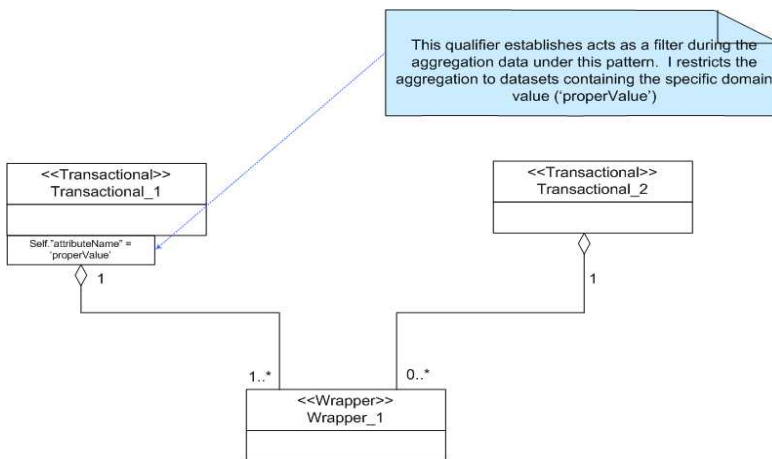 This qualifier establishes acts as a filter during the
aggregation data under this pattern. I restricts the
aggregation to datasets containing the specific domain
value (‘properValue’)
<<Transactional>>
Transactional_1
Self.”attributeName” =
‘properValue’
1
<<Transactional>>
Transactional_2
1
1..*
0..*
<<Wrapper>>
Wrapper_1